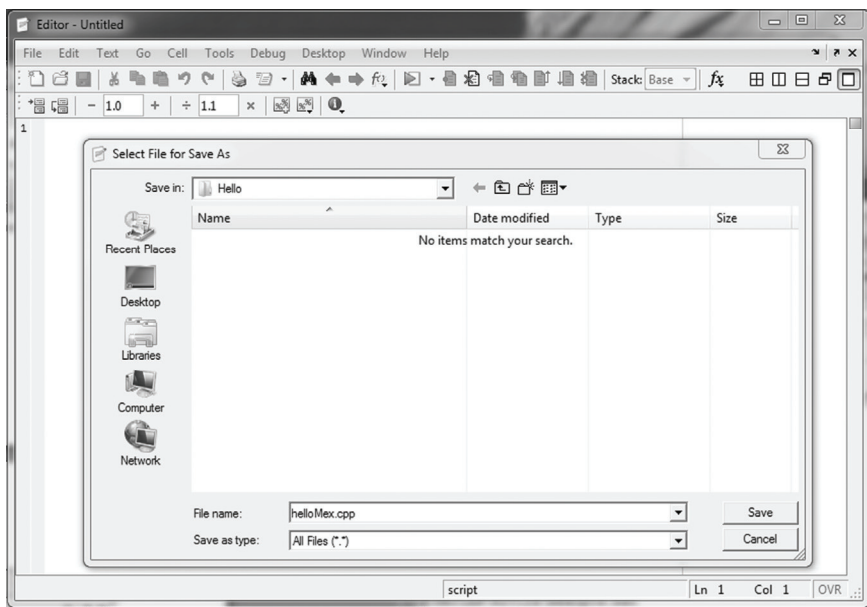 Editor - Untitled
File Edit Text Go Cell Tools Debug Desktop Window Help
Stack: Base fx
- 1.0 + ÷ 1.1 ×
1
Select File for Save As
Save in: Hello
Name Date modified Type Size
No items match your search.
Recent Places
Desktop
Libraries
Computer
Network
File name: helloMex.cpp Save
Save as type: All Files (*.*) Cancel
script Ln 1 Col 1 OVR